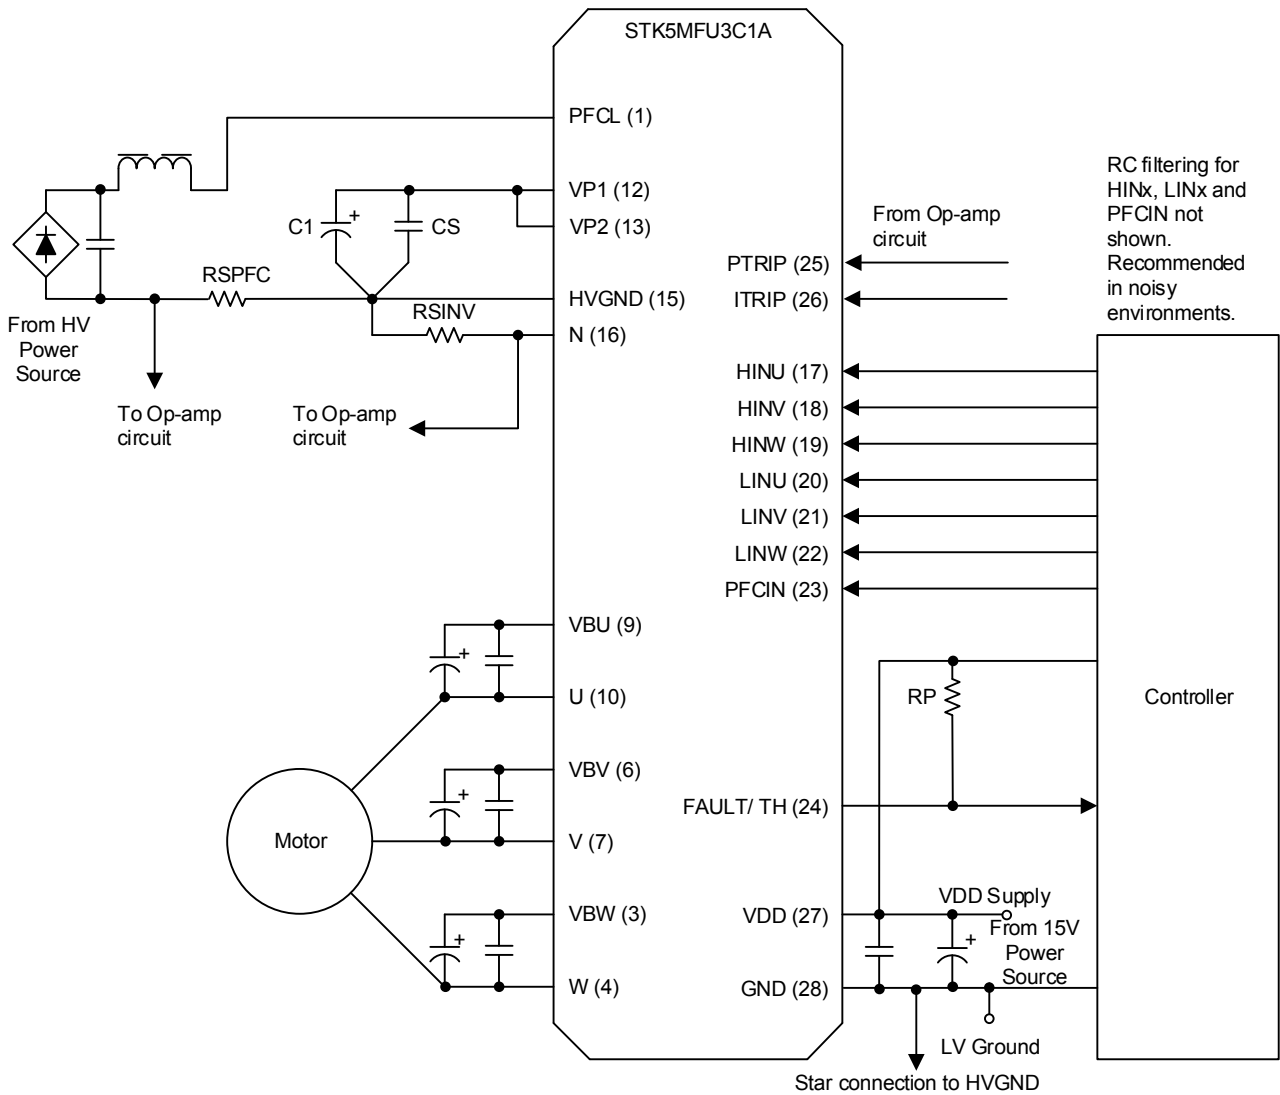 STK5MFU3C1A
PFCL (1)
VP1 (12)
VP2 (13)
C1
+
CS
RSPFC
HVGND (15)
RSINV
N (16)
From HV
Power
Source
To Op-amp
circuit
To Op-amp
circuit
From Op-amp
circuit
PTRIP (25)
ITRIP (26)
RC filtering for
HINx, LINx and
PFCIN not
shown.
Recommended
in noisy
environments.
HINU (17)
HINV (18)
HINW (19)
LINU (20)
LINV (21)
LINW (22)
PFCIN (23)
VBU (9)
+
U (10)
VBV (6)
+
V (7)
Motor
VBW (3)
+
W (4)
RP
Controller
FAULT/ TH (24)
VDD (27)
VDD Supply
+
From 15V
Power
Source
GND (28)
LV Ground
Star connection to HVGND